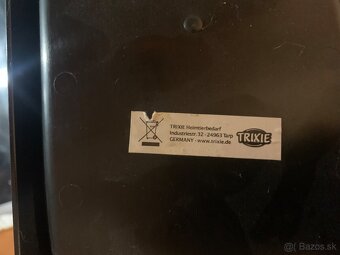 TRIXIE Heimtierbedarf
Industriestr. 32 - 24963 Tarp
GERMANY - www.trixie.de
TRIXIE
Bazos.sk